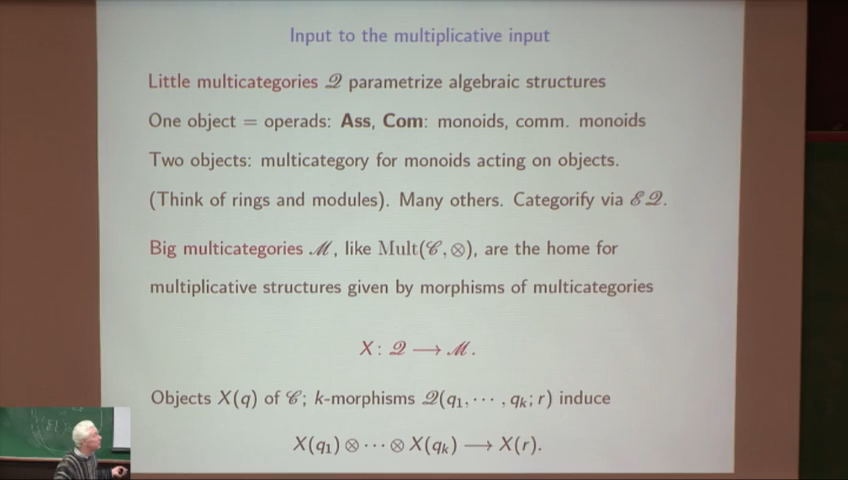 Input to the multiplicative input
Little multicategories 𝒬 parametrize algebraic structures
One object = operads: Ass, Com: monoids, comm. monoids
Two objects: multicategory for monoids acting on objects.
(Think of rings and modules). Many others. Categorify via ℰ𝒬.
Big multicategories ℳ, like Mult(𝒞, ⊗), are the home for
multiplicative structures given by morphisms of multicategories
X: 𝒬 ⟶ ℳ.
Objects X(q) of 𝒞; k-morphisms 𝒬(q₁, ⋯ , qₖ; r) induce
X(q₁) ⊗ ⋯ ⊗ X(qₖ) ⟶ X(r).